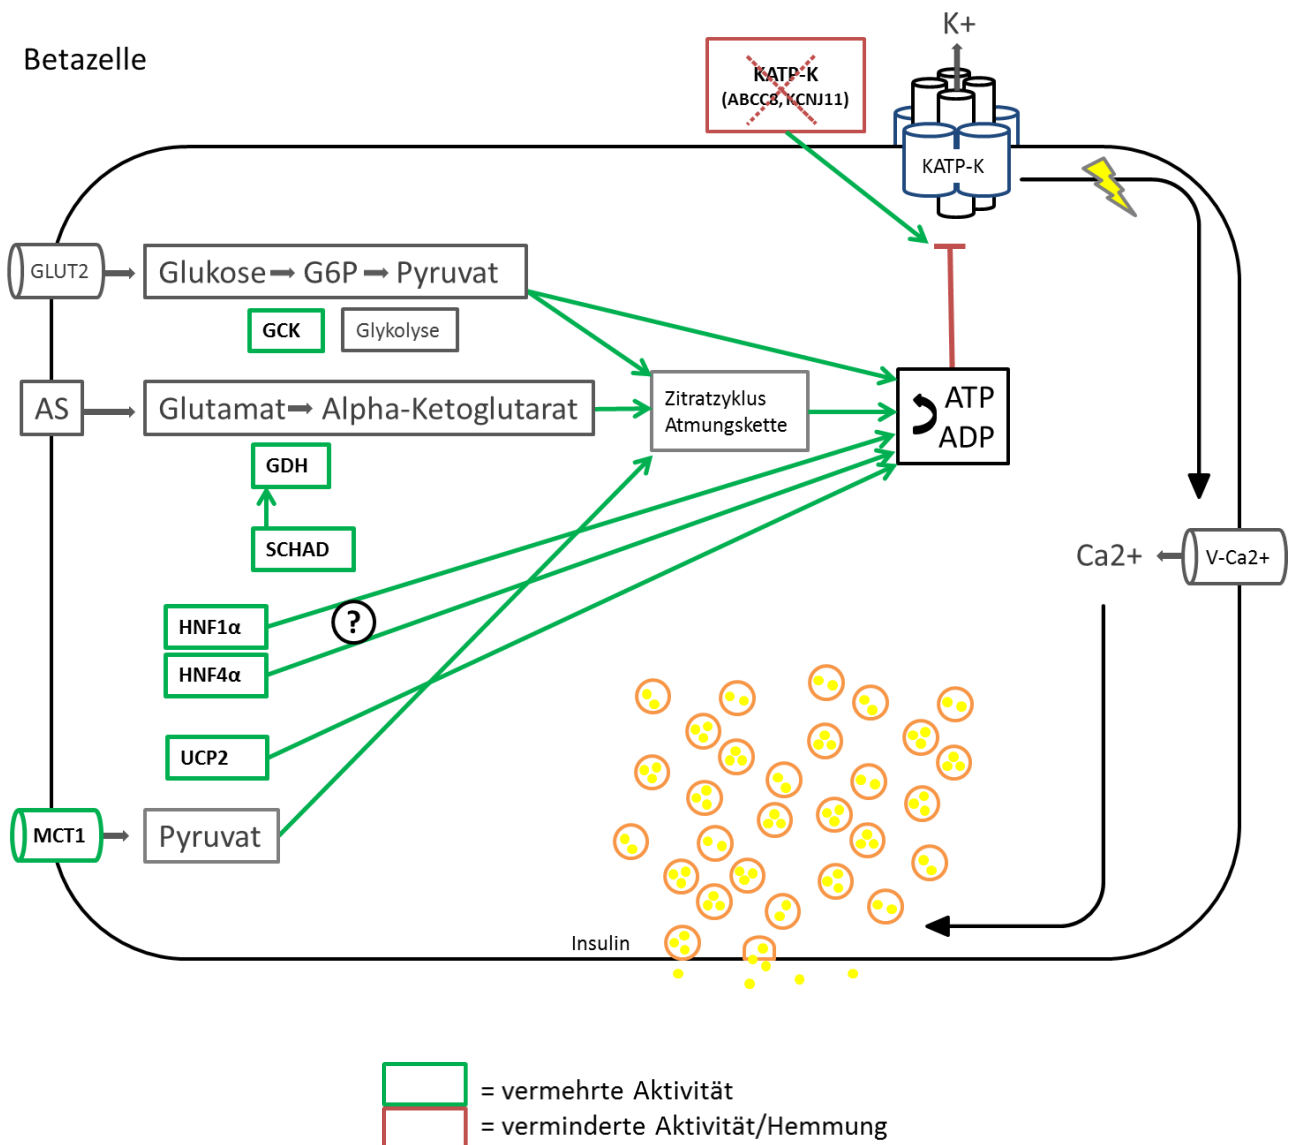 Betazelle
K+
KATP-K
(ABCC8,KCNJ11)
KATP-K
GLUT2
Glukose G6P Pyruvat
GCK
Glykolyse
AS
Glutamat Alpha-Ketoglutarat
Zitratzyklus
Atmungskette
ATP
ADP
GDH
SCHAD
Ca2+
V-Ca2+
HNF1α
?
HNF4α
UCP2
MCT1
Pyruvat
Insulin
= vermehrte Aktivität
= verminderte Aktivität/Hemmung